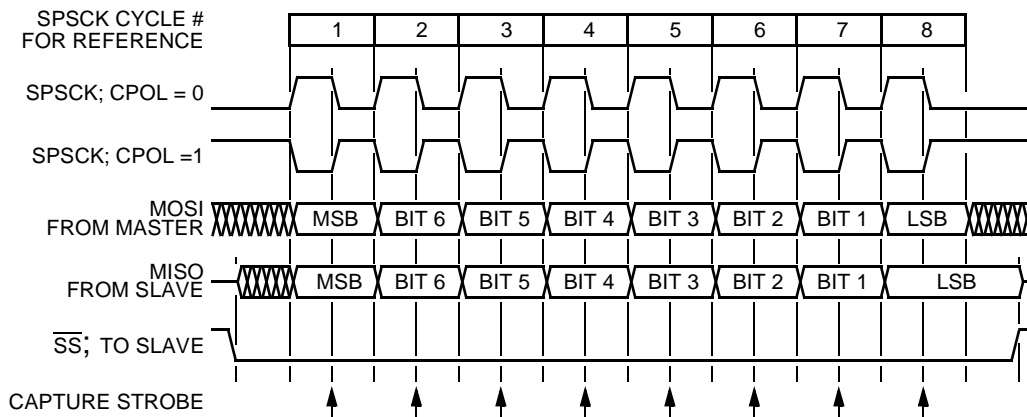 SPSCK CYCLE #
FOR REFERENCE
1 2 3 4 5 6 7 8
SPSCK; CPOL = 0
SPSCK; CPOL =1
MOSI
FROM MASTER
MSB BIT 6 BIT 5 BIT 4 BIT 3 BIT 2 BIT 1 LSB
MISO
FROM SLAVE
MSB BIT 6 BIT 5 BIT 4 BIT 3 BIT 2 BIT 1 LSB
SS; TO SLAVE
CAPTURE STROBE